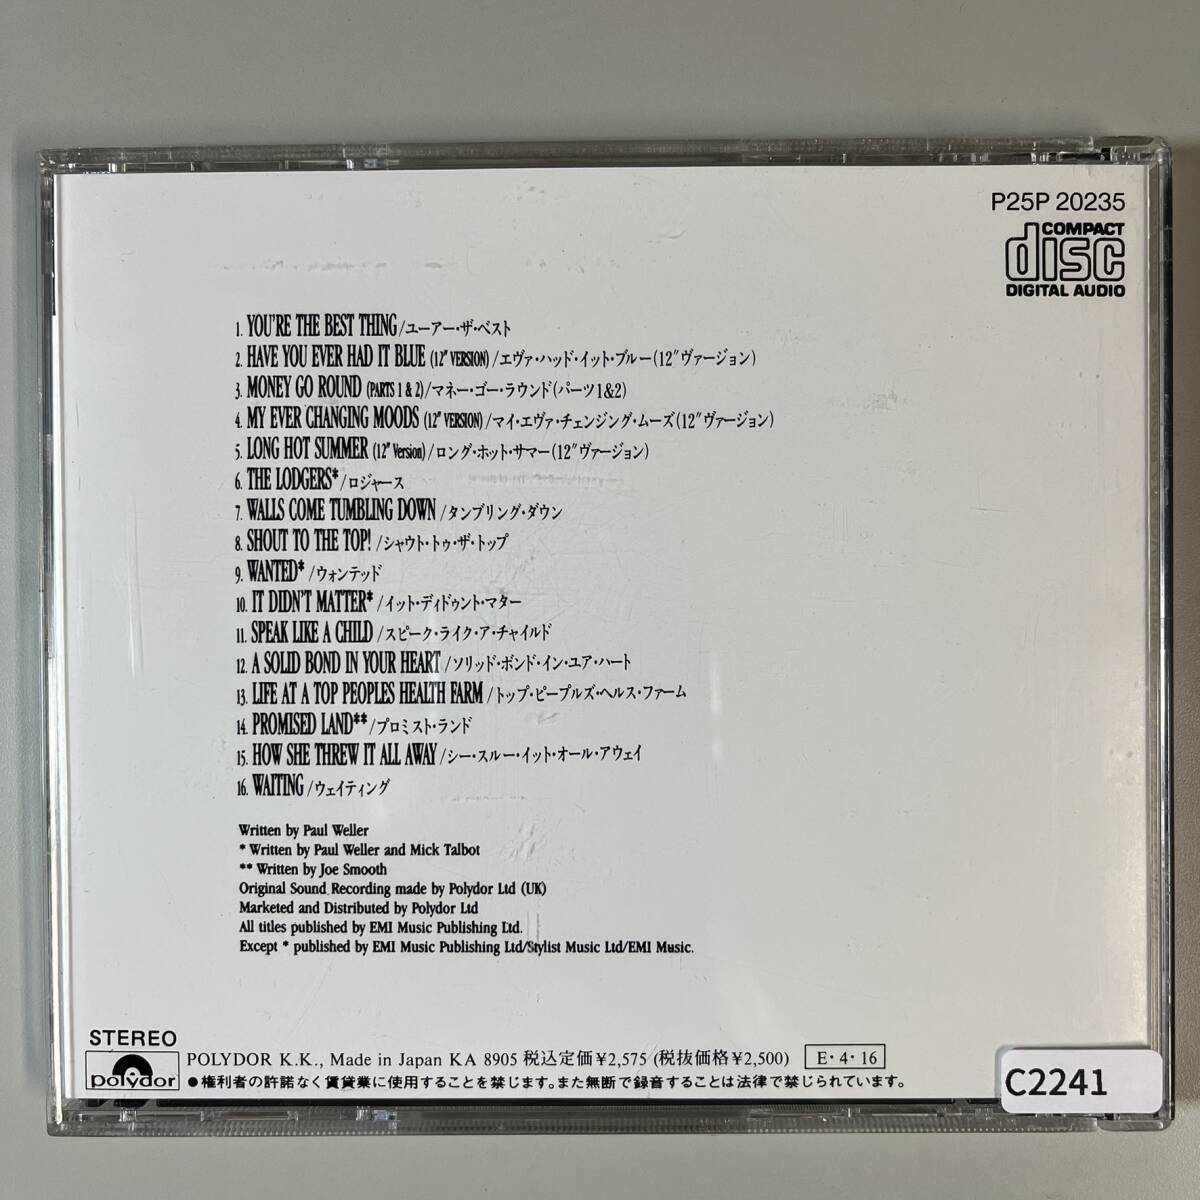 P25P 20235
COMPACT
disc
DIGITAL AUDIO
1. YOU'RE THE BEST THING/ユーアー・ザ・ベスト
2. HAVE YOU EVER HAD IT BLUE (12" VERSION)/エヴァ・ハッド・イット・ブルー(12"ヴァージョン)
3. MONEY GO ROUND (PARTS 1 & 2)/マネー・ゴー・ラウンド(パーツ1&2)
4. MY EVER CHANGING MOODS (12" VERSION)/マイ・エヴァ・チェンジング・ムーズ(12"ヴァージョン)
5. LONG HOT SUMMER (12" Version)/ロング・ホット・サマー(12"ヴァージョン)
6. THE LODGERS*/ロジャース
7. WALLS COME TUMBLING DOWN/タンブリング・ダウン
8. SHOUT TO THE TOP!/シャウト・トゥ・ザ・トップ
9. WANTED*/ウォンテッド
10. IT DIDN'T MATTER*/イット・ディドゥント・マター
11. SPEAK LIKE A CHILD/スピーク・ライク・ア・チャイルド
12. A SOLID BOND IN YOUR HEART/ソリッド・ボンド・イン・ユア・ハート
13. LIFE AT A TOP PEOPLES HEALTH FARM/トップ・ピープルズ・ヘルス・ファーム
14. PROMISED LAND**/プロミスト・ランド
15. HOW SHE THREW IT ALL AWAY/シー・スルー・イット・オール・アウェイ
16. WAITING/ウェイティング
Written by Paul Weller
* Written by Paul Weller and Mick Talbot
** Written by Joe Smooth
Original Sound Recording made by Polydor Ltd (UK)
Marketed and Distributed by Polydor Ltd
All titles published by EMI Music Publishing Ltd.
Except * published by EMI Music Publishing Ltd/Stylist Music Ltd/EMI Music.
STEREO
polydor
POLYDOR K.K., Made in Japan KA 8905 税込定価¥2,575 (税抜価格¥2,500) E・4・16
●権利者の許諾なく賃貸業に使用することを禁じます。また無断で録音することは法律で禁じられています。
C2241